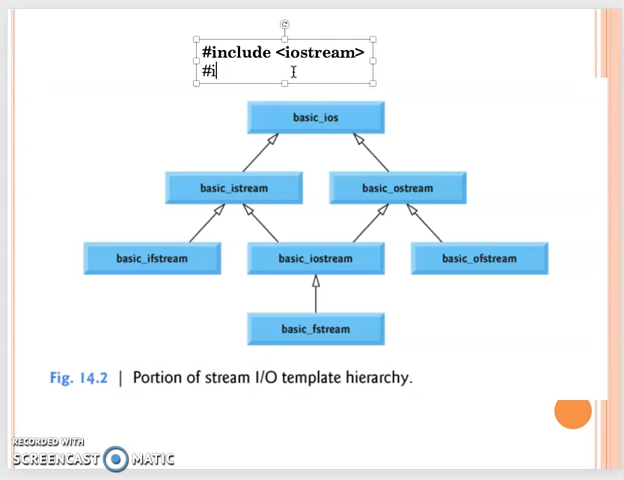 #include <iostream>
#i
basic_ios
basic_istream
basic_ostream
basic_ifstream
basic_iostream
basic_ofstream
basic_fstream
Fig. 14.2 | Portion of stream I/O template hierarchy.
RECORDED WITH
SCREENCAST MATIC